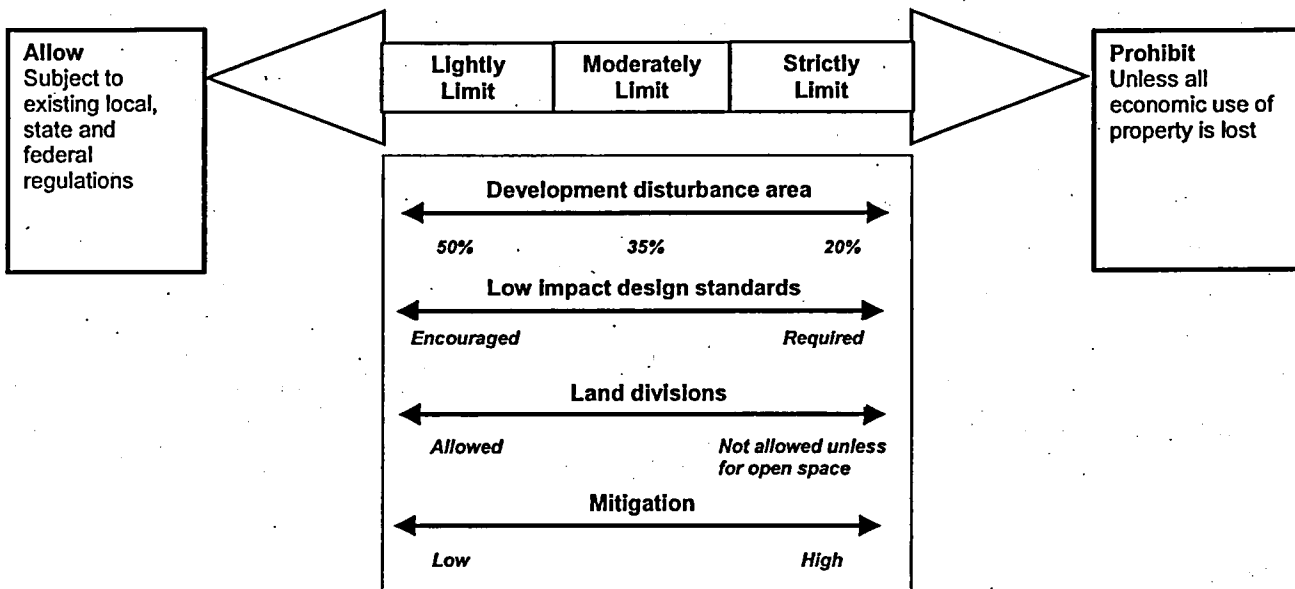 Allow
Subject to
existing local,
state and
federal
regulations
Lightly
Limit
Moderately
Limit
Strictly
Limit
Prohibit
Unless all
economic use of
property is lost
Development disturbance area
50% 35% 20%
Low impact design standards
Encouraged Required
Land divisions
Allowed
Not allowed unless
for open space
Mitigation
Low High